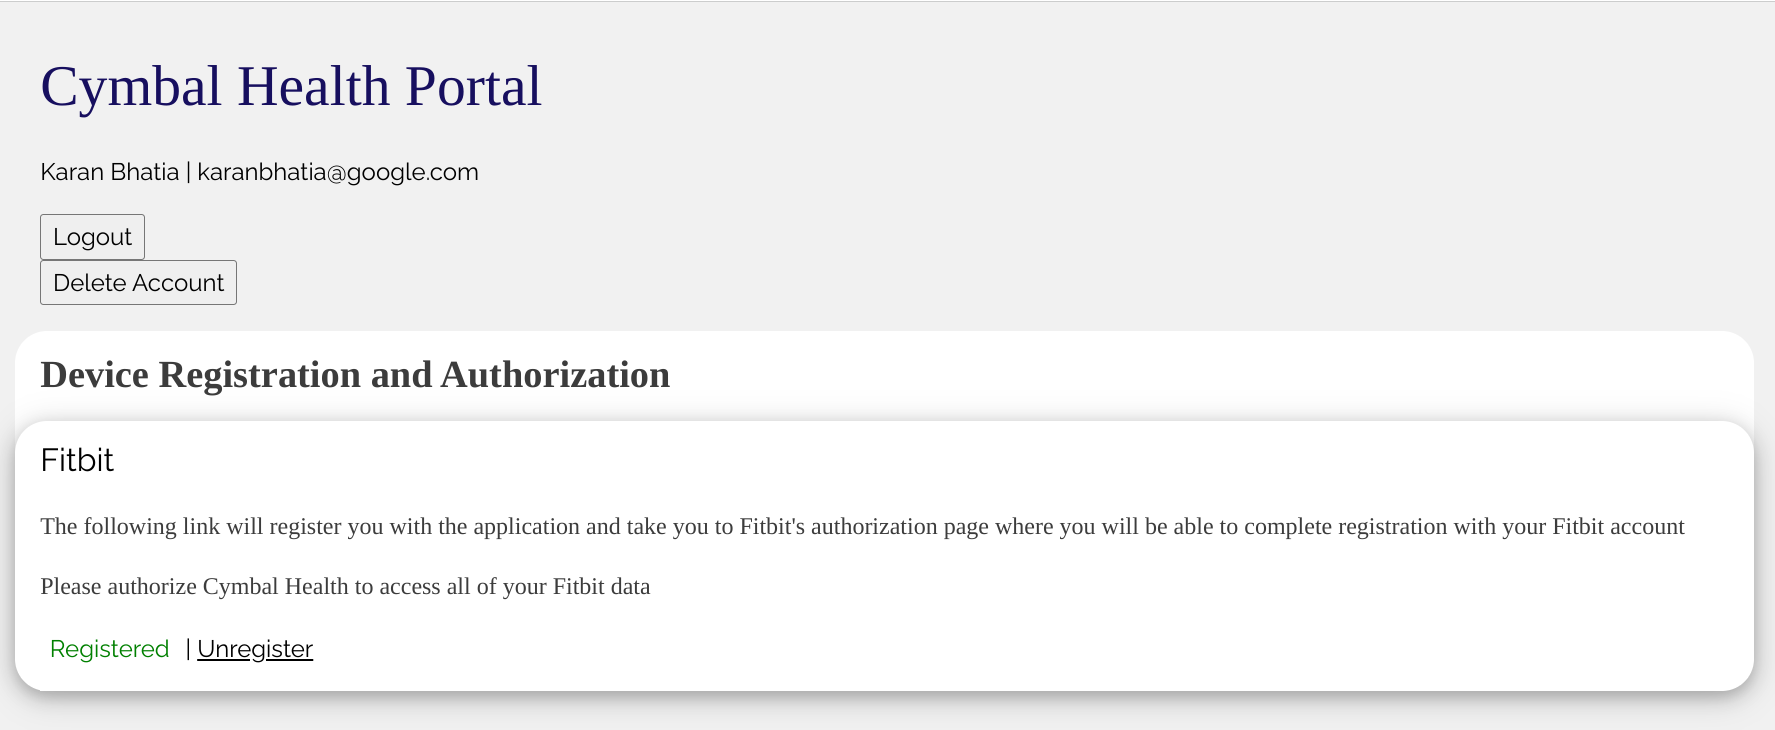 Cymbal Health Portal
Karan Bhatia | karanbhatia@google.com
Logout
Delete Account
Device Registration and Authorization
Fitbit
The following link will register you with the application and take you to Fitbit's authorization page where you will be able to complete registration with your Fitbit account
Please authorize Cymbal Health to access all of your Fitbit data
Registered | Unregister